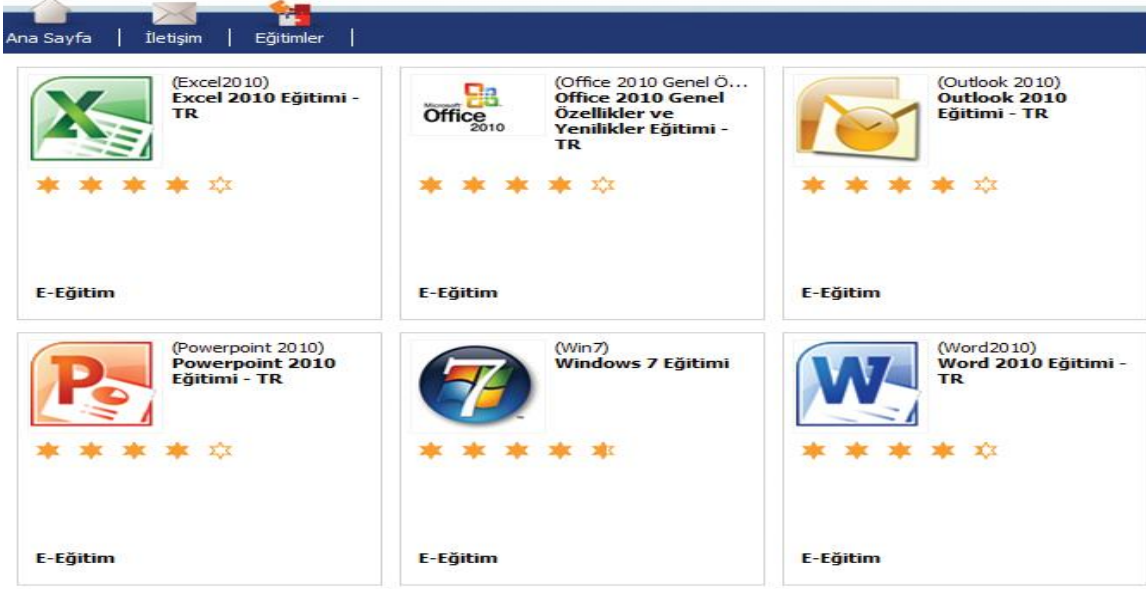 Ana Sayfa | İletişim | Eğitimler |
(Excel2010)
Excel 2010 Eğitimi -
TR
E-Eğitim
Microsoft
Office
2010
(Office 2010 Genel Ö...
Office 2010 Genel
Özellikler ve
Yenilikler Eğitimi -
TR
E-Eğitim
(Outlook 2010)
Outlook 2010
Eğitimi - TR
E-Eğitim
(Powerpoint 2010)
Powerpoint 2010
Eğitimi - TR
E-Eğitim
7
(Win7)
Windows 7 Eğitimi
E-Eğitim
W
(Word2010)
Word 2010 Eğitimi -
TR
E-Eğitim